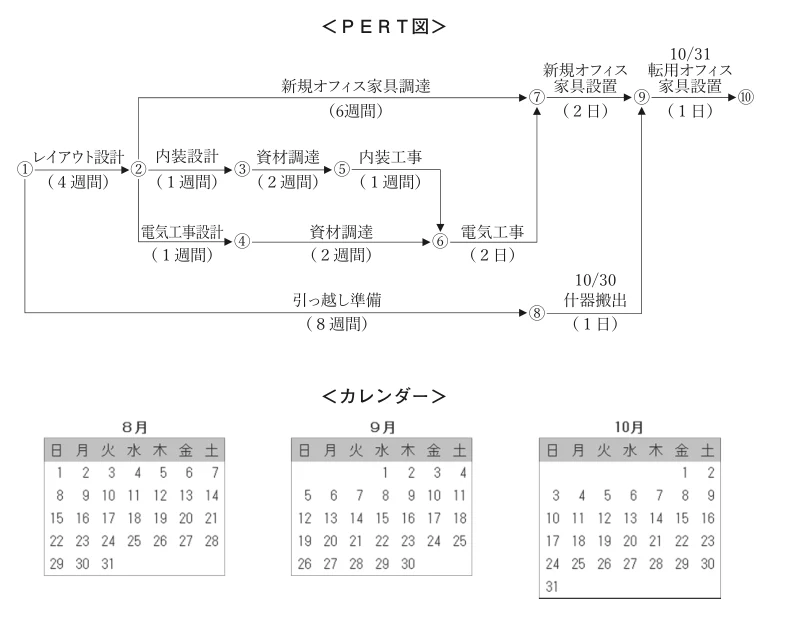 ＜ＰＥＲＴ図＞
10/31
新規オフィス 転用オフィス
新規オフィス家具調達 ⑦ 家具設置 ⑨ 家具設置 ⑩
（6週間） （２日） （１日）
レイアウト設計 内装設計 資材調達 内装工事
① ② ③ ⑤
（４週間） （１週間） （２週間） （１週間）
電気工事設計 ④ 資材調達 ⑥ 電気工事
（１週間） （２週間） （２日）
10/30
引っ越し準備 ⑧ 什器搬出
（８週間） （１日）
＜カレンダー＞
8月
日 月 火 水 木 金 土
1 2 3 4 5 6 7
8 9 10 11 12 13 14
15 16 17 18 19 20 21
22 23 24 25 26 27 28
29 30 31
9月
日 月 火 水 木 金 土
1 2 3 4
5 6 7 8 9 10 11
12 13 14 15 16 17 18
19 20 21 22 23 24 25
26 27 28 29 30
10月
日 月 火 水 木 金 土
1 2
3 4 5 6 7 8 9
10 11 12 13 14 15 16
17 18 19 20 21 22 23
24 25 26 27 28 29 30
31